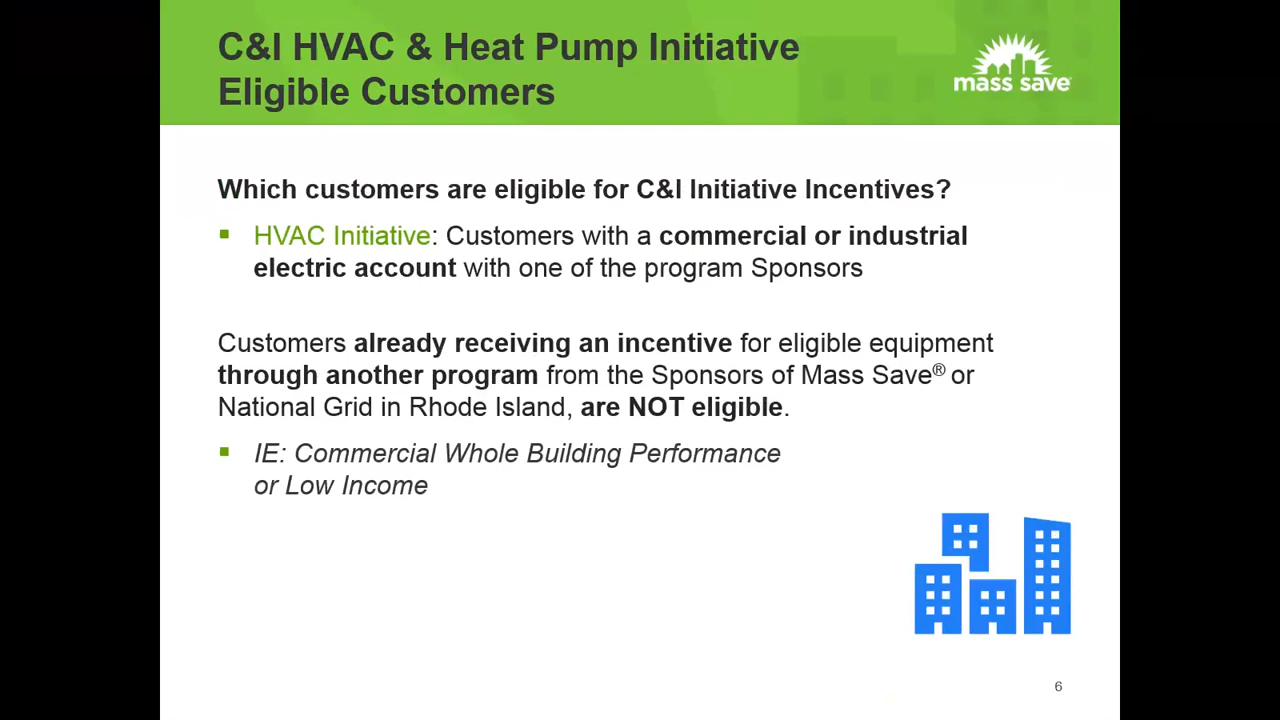 C&I HVAC & Heat Pump Initiative
Eligible Customers
mass save®
Which customers are eligible for C&I Initiative Incentives?
▪ HVAC Initiative: Customers with a commercial or industrial
electric account with one of the program Sponsors
Customers already receiving an incentive for eligible equipment
through another program from the Sponsors of Mass Save® or
National Grid in Rhode Island, are NOT eligible.
▪ IE: Commercial Whole Building Performance
or Low Income
6